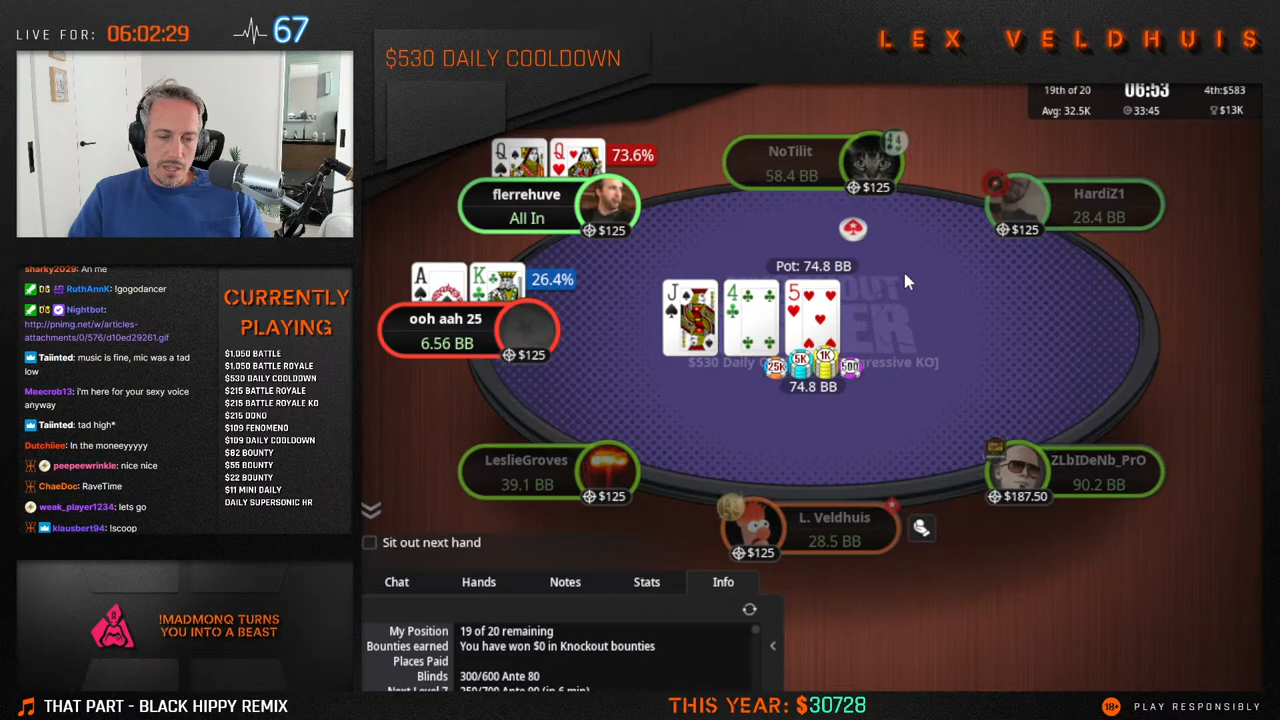 LIVE FOR: 06:02:29
67
$530 DAILY COOLDOWN
LEX VELDHUIS
19th of 20
06:53
4th:$583
Avg: 32.5K
33:45
$13K
Q Q 73.6%
flerrehuve
All In
$125
NoTilit
58.4 BB
$125
HardiZ1
28.4 BB
$125
A K 26.4%
ooh aah 25
6.56 BB
$125
Pot: 74.8 BB
J 4 5
25K 5K 1K 500
74.8 BB
LeslieGroves
39.1 BB
$125
L. Veldhuis
28.5 BB
$125
ZLbIDeNb_PrO
90.2 BB
$187.50
Sit out next hand
Chat
Hands
Notes
Stats
Info
My Position 19 of 20 remaining
Bounties earned You have won $0 in Knockout bounties
Places Paid
Blinds 300/600 Ante 80
sharky2029: An me
RuthAnnK: !gogodancer
Nightbot:
http://pnimg.net/w/articles-
attachments/0/576/d10ed29261.gif
Taiinted: music is fine, mic was a tad
low
Meecrob13: i'm here for your sexy voice
anyway
Taiinted: tad high*
Dutchiiee: In the moneyyyyy
peepeewrinkle: nice nice
ChaeDoc: RaveTime
weak_player1234: lets go
klausbert94: !scoop
CURRENTLY
PLAYING
$1,050 BATTLE
$1,050 BATTLE ROYALE
$530 DAILY COOLDOWN
$215 BATTLE ROYALE
$215 BATTLE ROYALE KO
$215 DONO
$109 FENOMENO
$109 DAILY COOLDOWN
$82 BOUNTY
$55 BOUNTY
$22 BOUNTY
$11 MINI DAILY
DAILY SUPERSONIC HR
!MADMONQ TURNS
YOU INTO A BEAST
THAT PART - BLACK HIPPY REMIX
THIS YEAR: $30728
18+ PLAY RESPONSIBLY